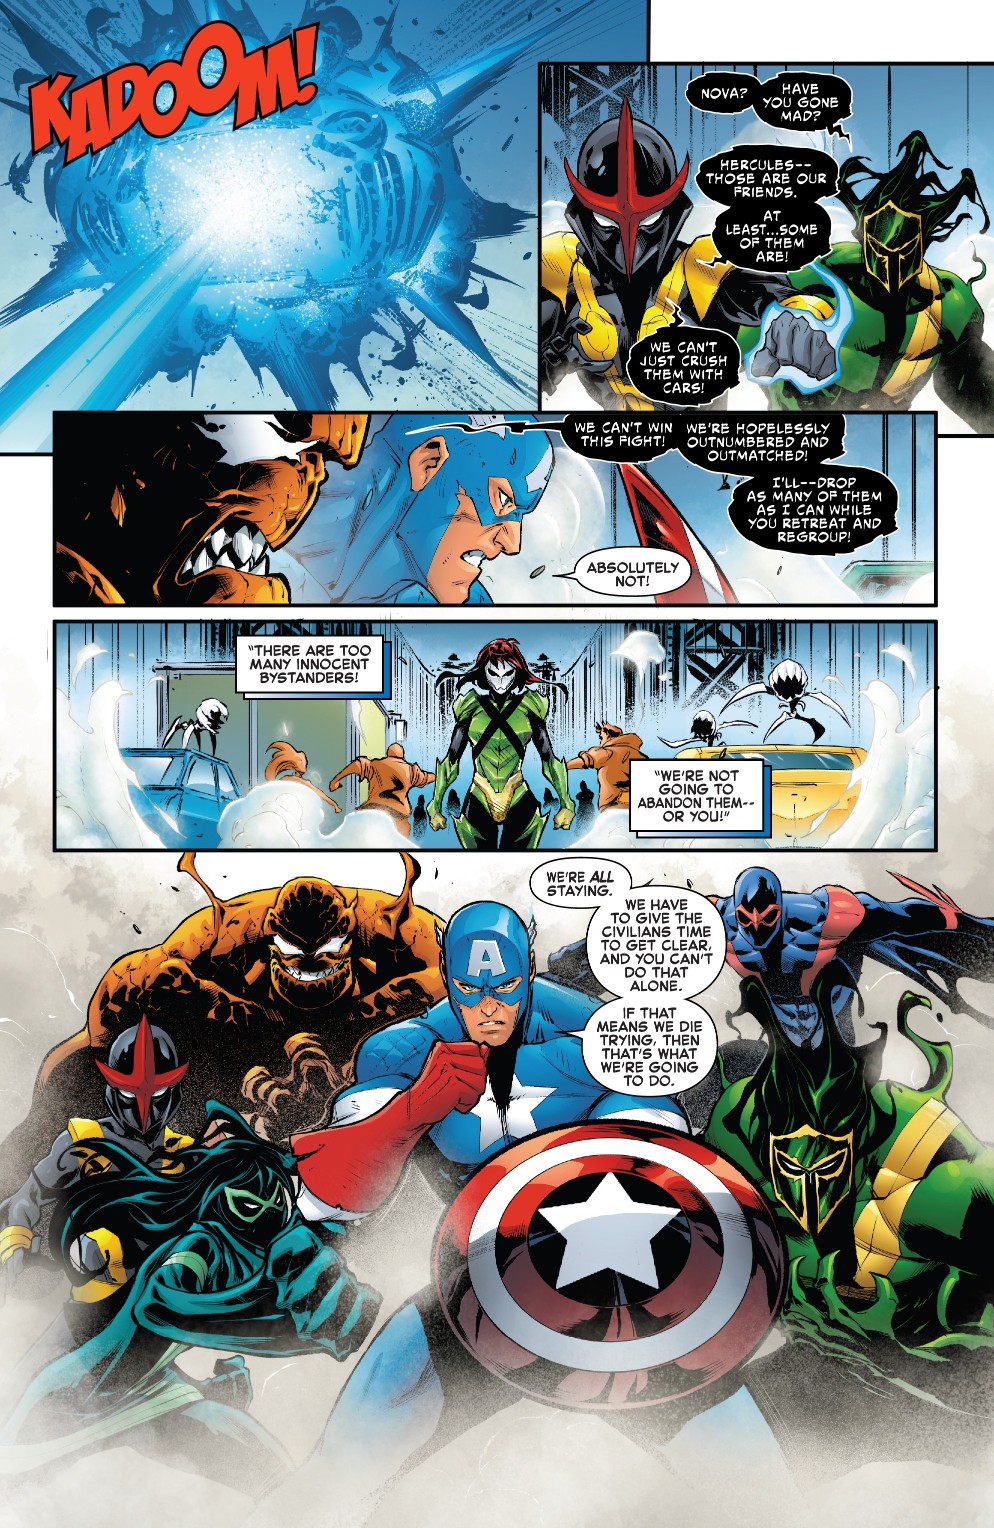 KADOOM!
NOVA?
HAVE
YOU GONE
MAD?
HERCULES--
THOSE ARE OUR
FRIENDS.
AT
LEAST...SOME
OF THEM
ARE!
WE CAN'T
JUST CRUSH
THEM WITH
CARS!
WE CAN'T WIN
THIS FIGHT!
WE'RE HOPELESSLY
OUTNUMBERED AND
OUTMATCHED!
I'LL--DROP
AS MANY OF THEM
AS I CAN WHILE
YOU RETREAT AND
REGROUP!
ABSOLUTELY
NOT!
"THERE ARE TOO
MANY INNOCENT
BYSTANDERS!
"WE'RE NOT
GOING TO
ABANDON THEM--
OR YOU!"
WE'RE ALL
STAYING.
WE HAVE
TO GIVE THE
CIVILIANS TIME
TO GET CLEAR,
AND YOU CAN'T
DO THAT
ALONE.
IF THAT
MEANS WE DIE
TRYING, THEN
THAT'S WHAT
WE'RE GOING
TO DO.
A